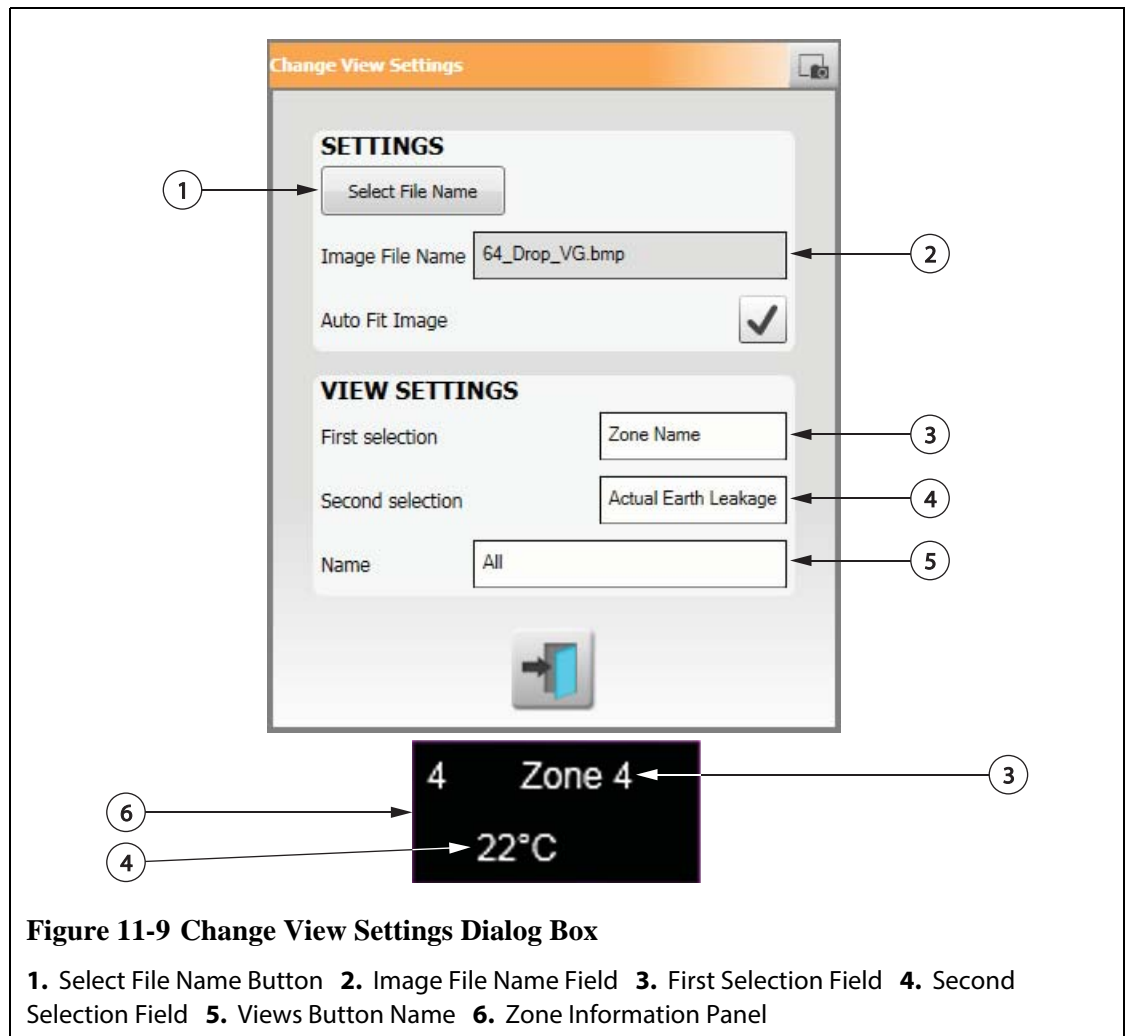 Change View Settings
SETTINGS
1
Select File Name
Image File Name 64_Drop_VG.bmp 2
Auto Fit Image
VIEW SETTINGS
First selection Zone Name 3
Second selection Actual Earth Leakage 4
Name All 5
4 Zone 4 3
6
4 22°C
Figure 11-9 Change View Settings Dialog Box
1. Select File Name Button 2. Image File Name Field 3. First Selection Field 4. Second
Selection Field 5. Views Button Name 6. Zone Information Panel